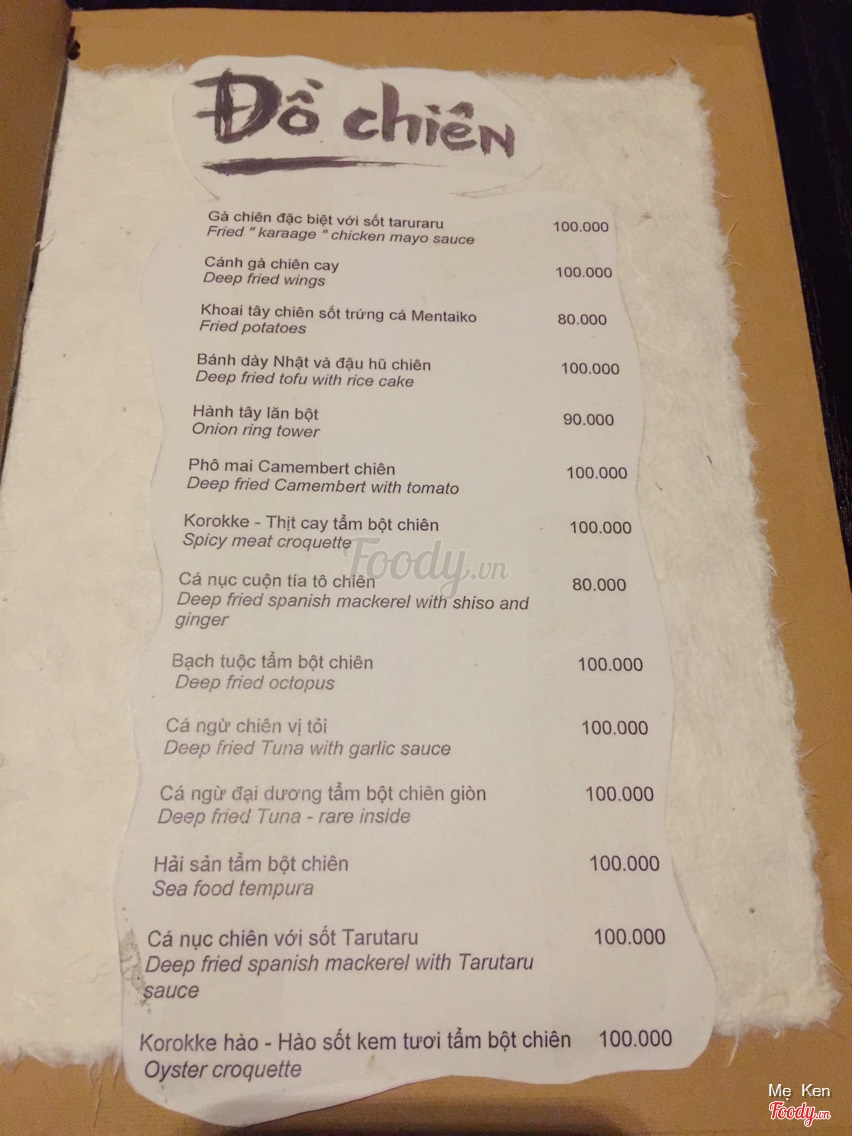 Đồ chiên
Gà chiên đặc biệt với sốt taruraru 100.000
Fried " karaage " chicken mayo sauce
Cánh gà chiên cay 100.000
Deep fried wings
Khoai tây chiên sốt trứng cá Mentaiko 80.000
Fried potatoes
Bánh dày Nhật và đậu hũ chiên 100.000
Deep fried tofu with rice cake
Hành tây lăn bột 90.000
Onion ring tower
Phô mai Camembert chiên 100.000
Deep fried Camembert with tomato
Korokke - Thịt cay tẩm bột chiên 100.000
Spicy meat croquette
Foody.vn
Cá nục cuộn tía tô chiên 80.000
Deep fried spanish mackerel with shiso and
ginger
Bạch tuộc tẩm bột chiên 100.000
Deep fried octopus
Cá ngừ chiên vị tỏi 100.000
Deep fried Tuna with garlic sauce
Cá ngừ đại dương tẩm bột chiên giòn 100.000
Deep fried Tuna - rare inside
Hải sản tẩm bột chiên 100.000
Sea food tempura
Cá nục chiên với sốt Tarutaru 100.000
Deep fried spanish mackerel with Tarutaru
sauce
Korokke hào - Hào sốt kem tươi tẩm bột chiên 100.000
Oyster croquette
Mẹ Ken
Foody.vn